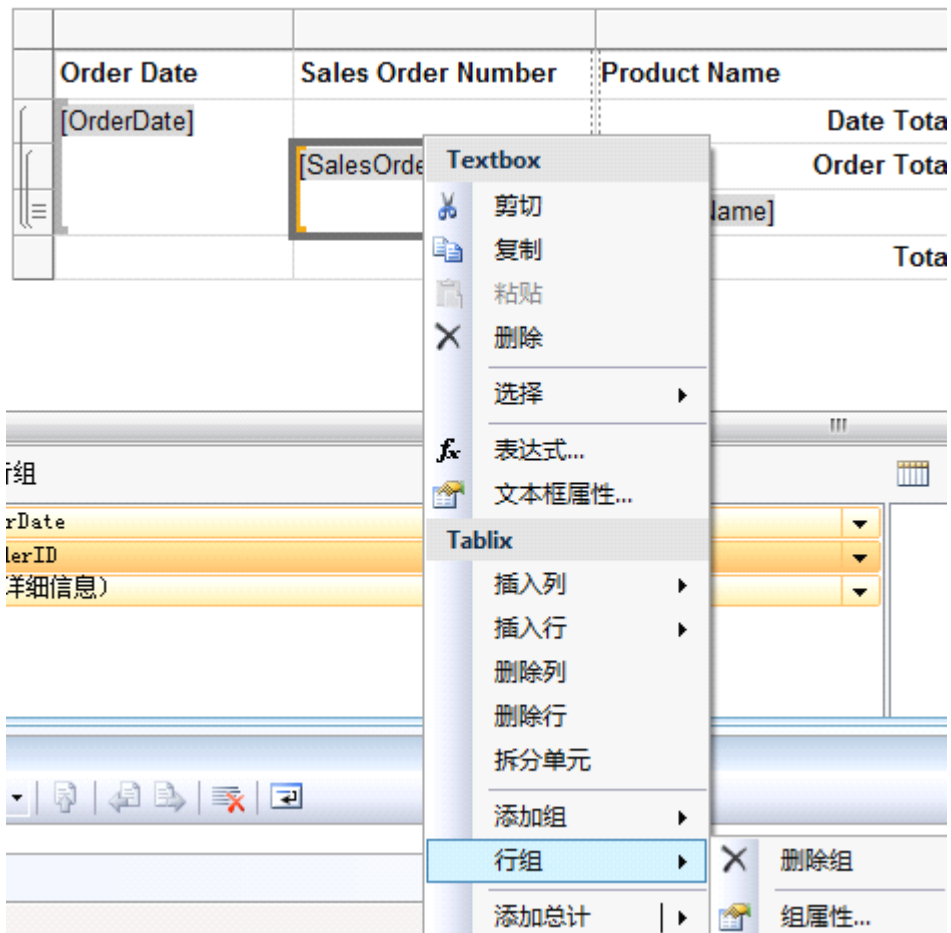 Order Date Sales Order Number Product Name
[OrderDate] Date Tota
[SalesOrde Order Tota
Name]
Tota
Textbox
剪切
复制
粘贴
删除
选择
fx 表达式...
文本框属性...
Tablix
插入列
插入行
删除列
删除行
拆分单元
添加组
行组
添加总计
删除组
组属性...
行组
rDate
derID
详细信息)